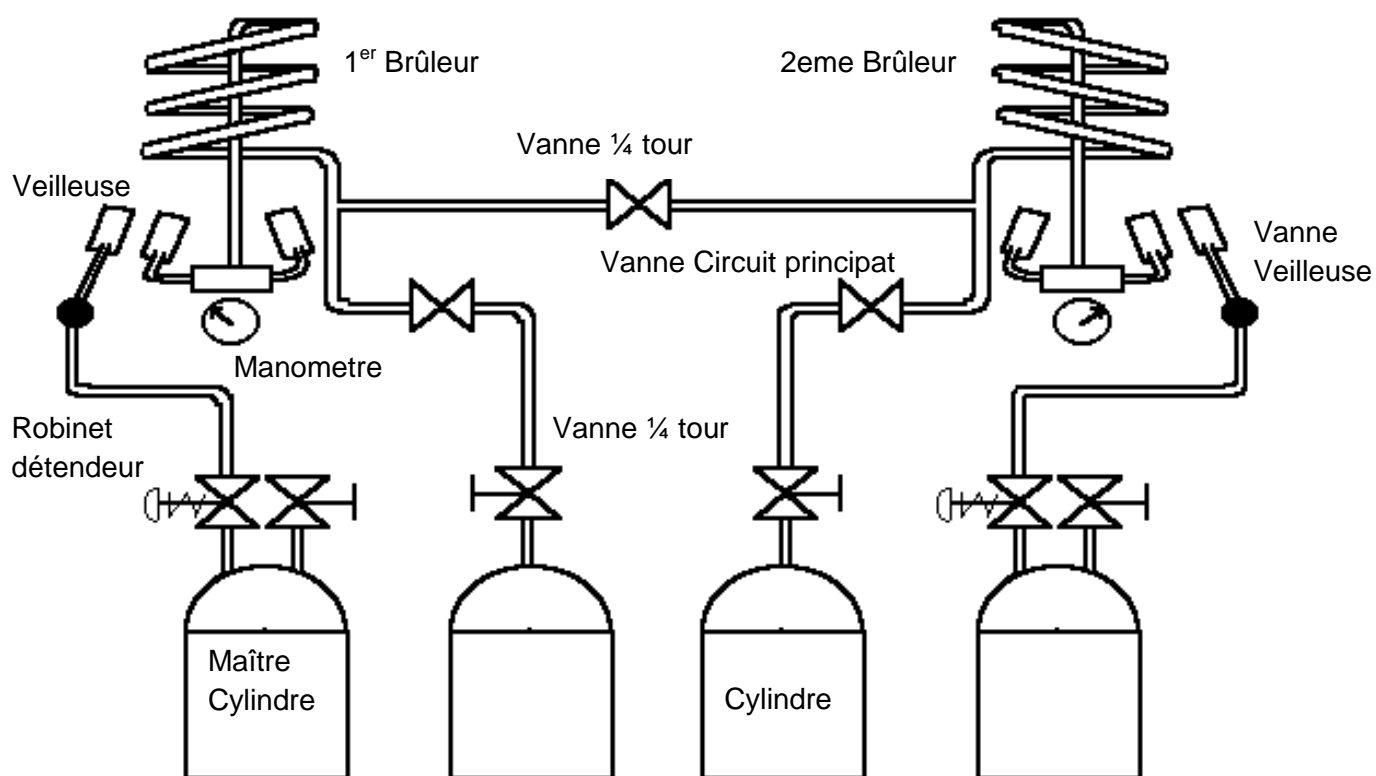 1er Brûleur
2eme Brûleur
Vanne ¼ tour
Veilleuse
Vanne
Veilleuse
Vanne Circuit principat
Manometre
Robinet
détendeur
Vanne ¼ tour
Maître
Cylindre
Cylindre